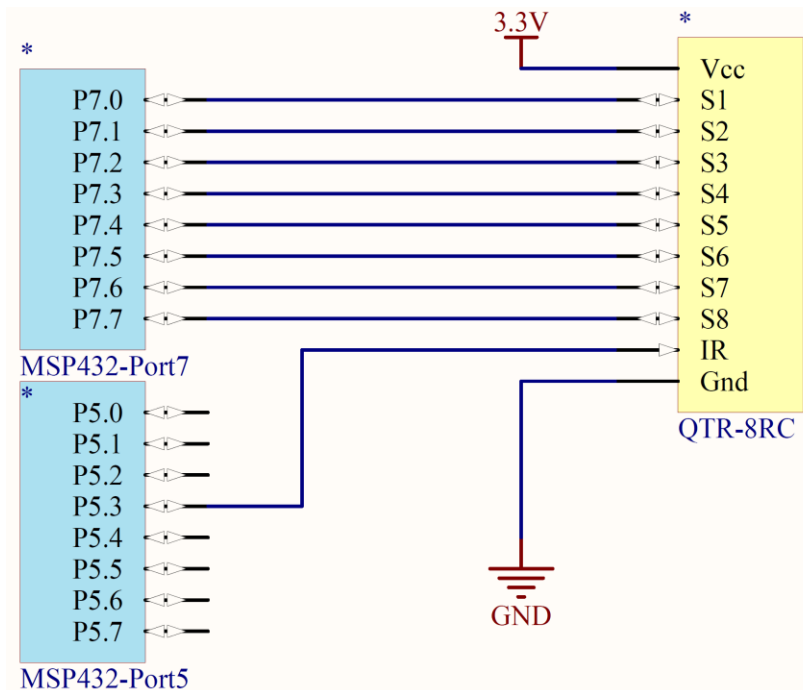 3.3V
*
*
P7.0
P7.1
P7.2
P7.3
P7.4
P7.5
P7.6
P7.7
MSP432-Port7
*
P5.0
P5.1
P5.2
P5.3
P5.4
P5.5
P5.6
P5.7
MSP432-Port5
Vcc
S1
S2
S3
S4
S5
S6
S7
S8
IR
Gnd
QTR-8RC
GND